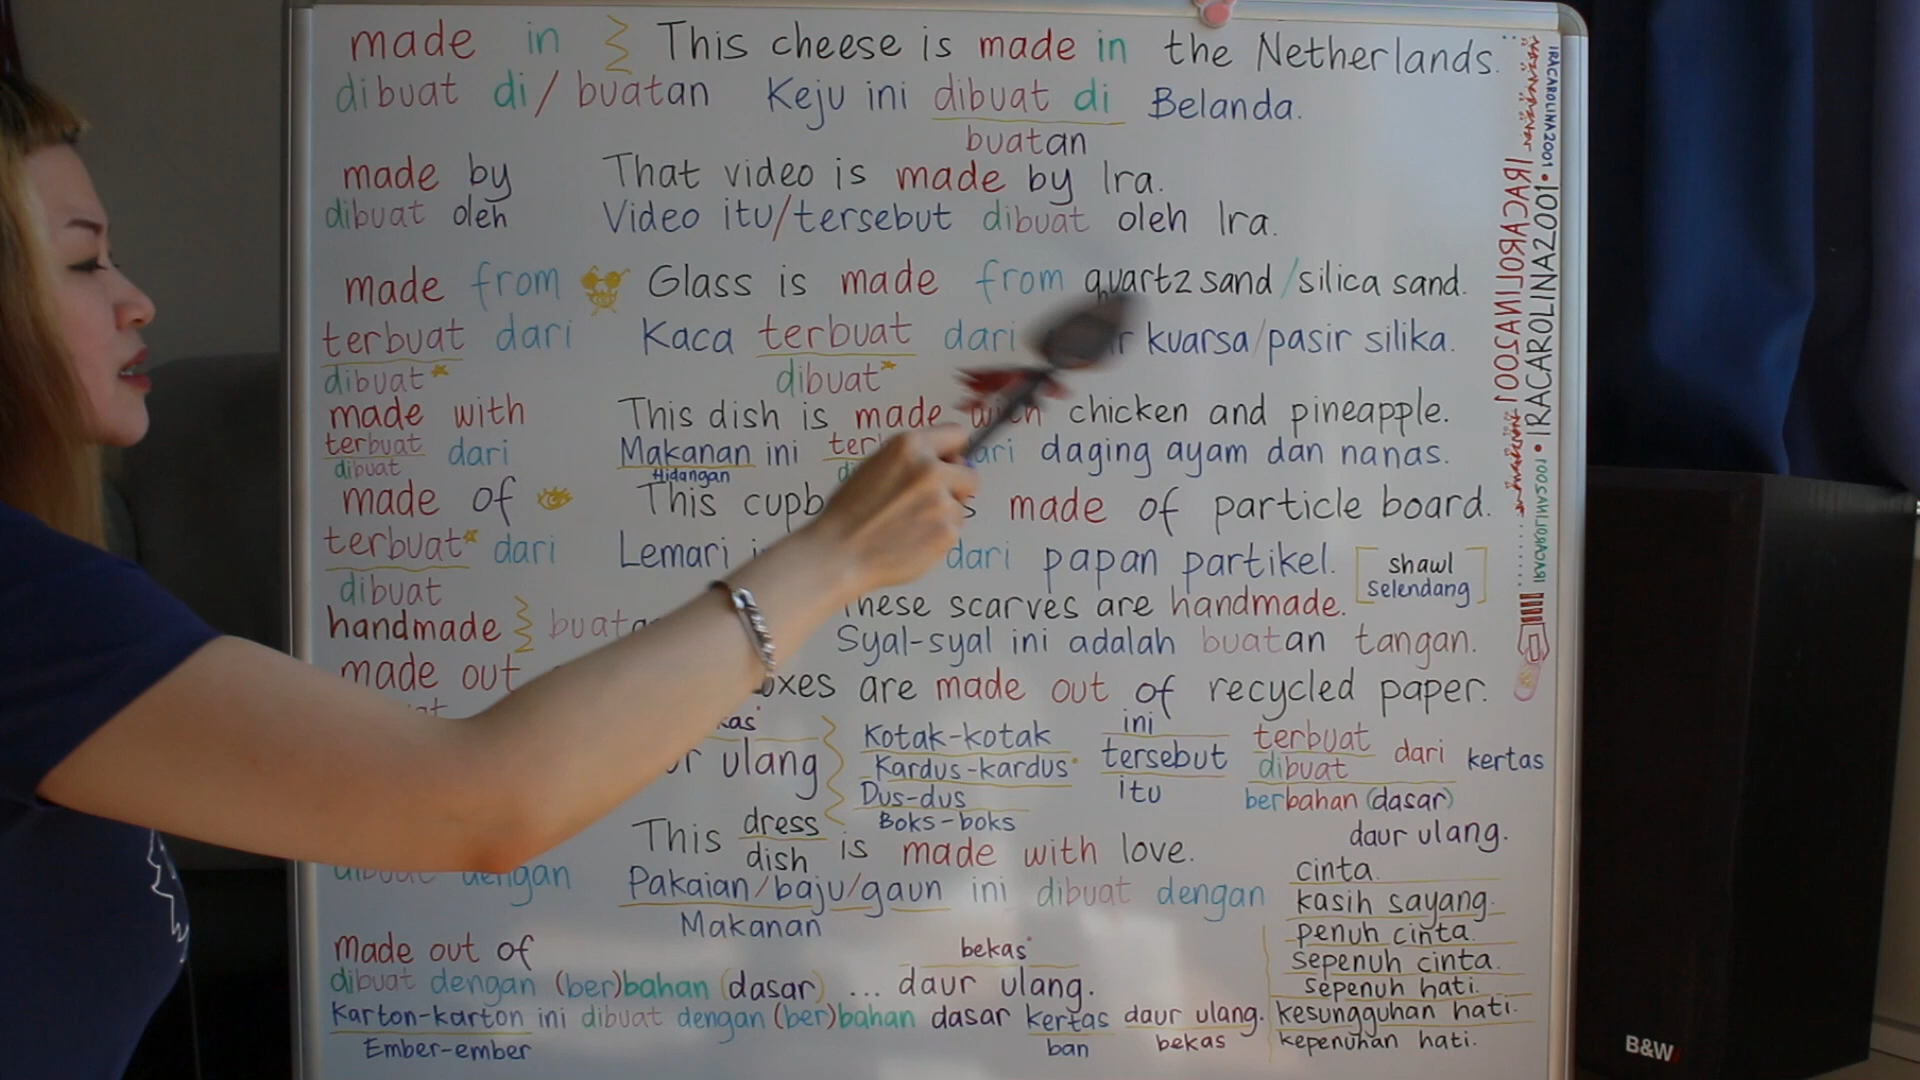 made in This cheese is made in the Netherlands.
dibuat di / buatan Keju ini dibuat di Belanda.
buatan
made by That video is made by Ira.
dibuat oleh Video itu/tersebut dibuat oleh Ira.
made from Glass is made from quartz sand /silica sand.
terbuat dari Kaca terbuat dari kuarsa/pasir silika.
dibuat* dibuat*
made with This dish is made with chicken and pineapple.
terbuat dari Makanan ini dari daging ayam dan nanas.
dibuat Hidangan
made of This made of particle board.
terbuat* dari Lemari dari papan partikel.
dibuat
shawl
Selendang
handmade These scarves are handmade.
Syal-syal ini adalah buatan tangan.
made out are made out of recycled paper.
ulang Kotak-kotak ini terbuat dari kertas
Kardus-kardus tersebut dibuat
Dus-dus itu berbahan (dasar)
Boks-boks daur ulang.
This dress is made with love.
dish
dibuat dengan Pakaian/baju/gaun ini dibuat dengan cinta.
Makanan kasih sayang.
penuh cinta.
sepenuh cinta.
sepenuh hati.
kesungguhan hati.
kepenuhan hati.
made out of bekas
dibuat dengan (ber)bahan (dasar) ... daur ulang.
Karton-karton ini dibuat dengan (ber)bahan dasar kertas daur ulang.
Ember-ember ban bekas
IRACAROLINA2001
IRACAROLINA2001
IRACAROLINA2001
IRACAROLINA2001
B&W